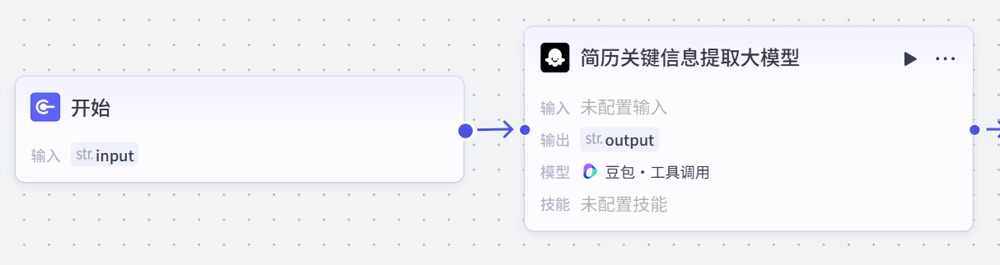 开始
输入 str. input
简历关键信息提取大模型
输入 未配置输入
输出 str. output
模型 豆包·工具调用
技能 未配置技能